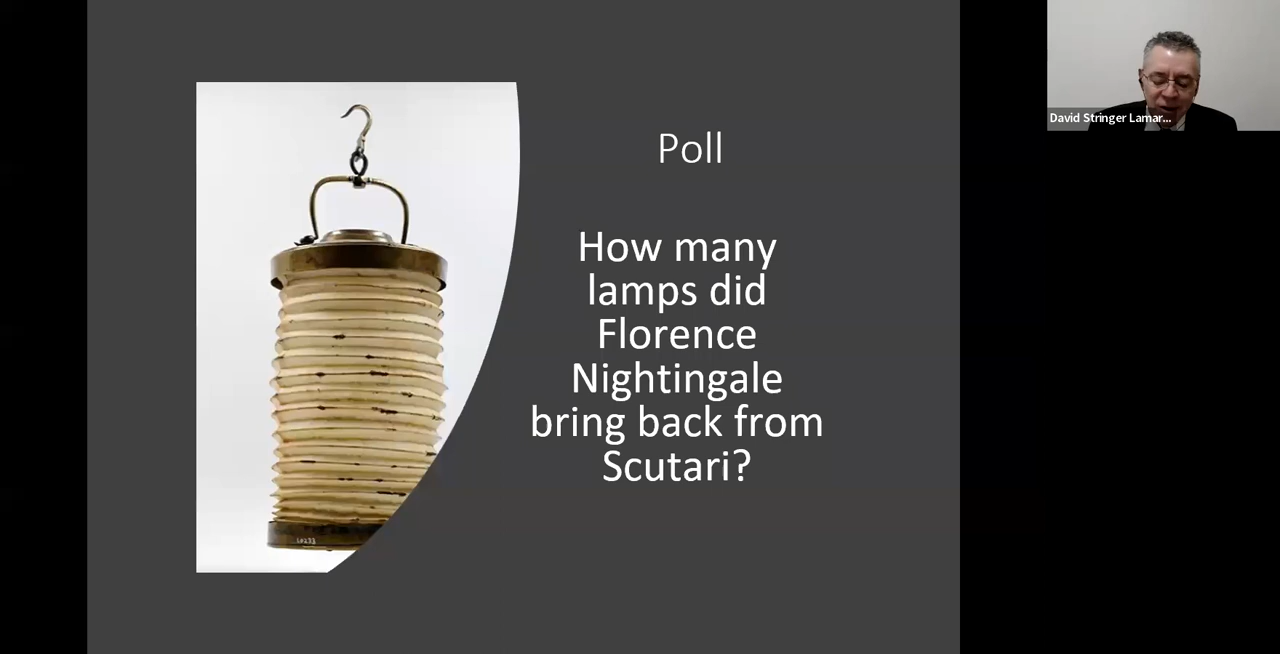 Poll
How many
lamps did
Florence
Nightingale
bring back from
Scutari?
David Stringer Lamar...